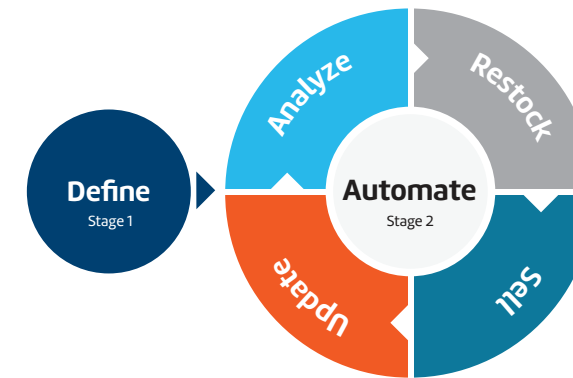 Define
Stage 1
Analyze
Restock
Automate
Stage 2
Update
Sell